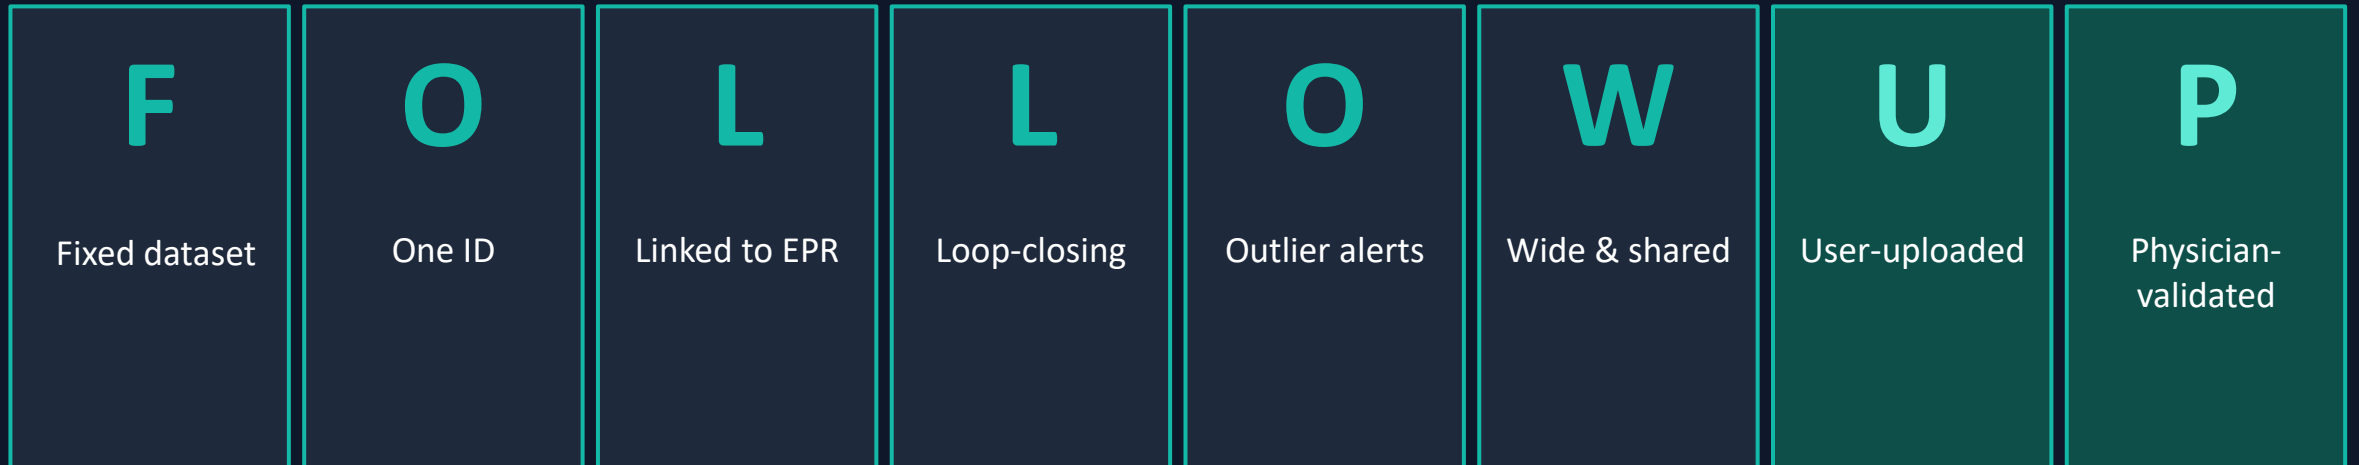 F O L L O W U P
Fixed dataset
One ID
Linked to EPR
Loop-closing
Outlier alerts
Wide & shared
User-uploaded
Physician-
validated